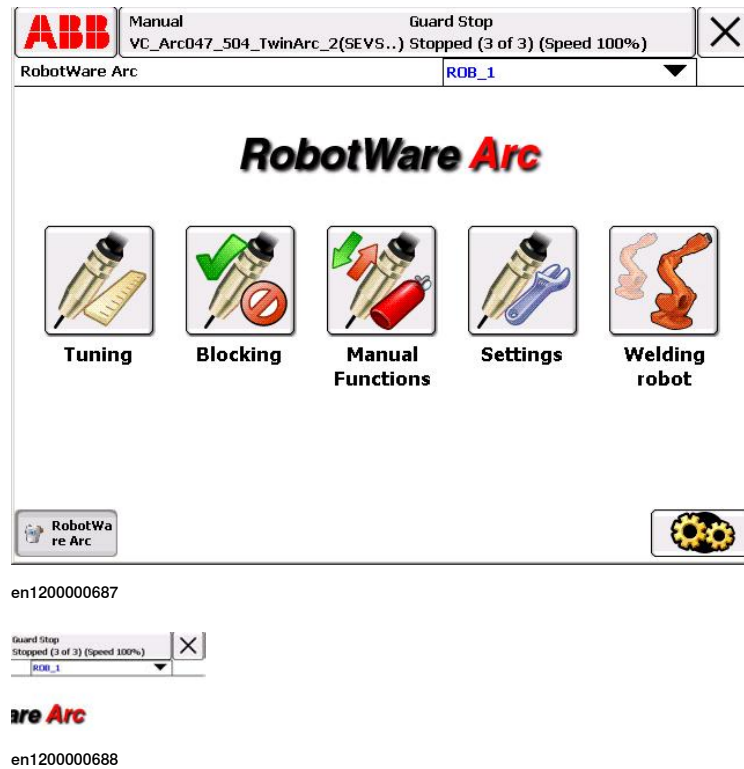 ABB
Manual Guard Stop
VC_Arc047_504_TwinArc_2(SEVS..) Stopped (3 of 3) (Speed 100%)
RobotWare Arc ROB_1
RobotWare Arc
Tuning Blocking Manual Functions Settings Welding robot
RobotWa
re Arc
en1200000687
Guard Stop
Stopped (3 of 3) (Speed 100%)
ROB_1
are Arc
en1200000688